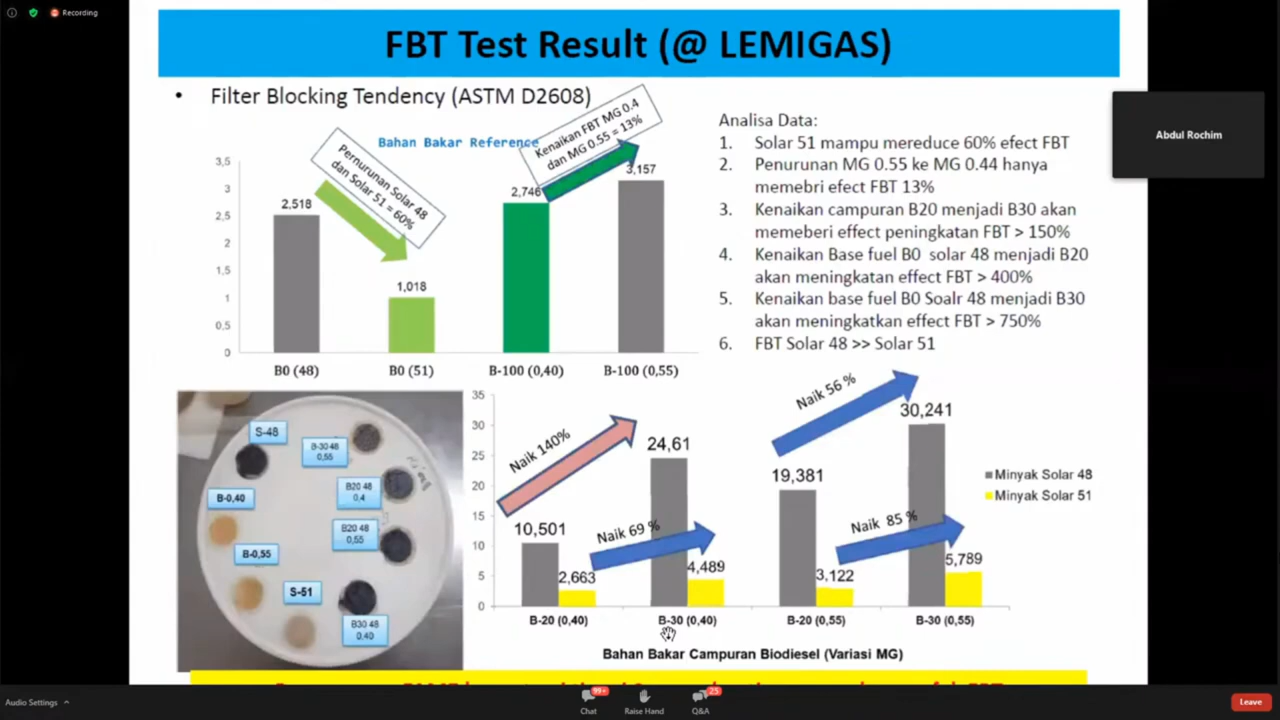 Recording
FBT Test Result (@ LEMIGAS)
• Filter Blocking Tendency (ASTM D2608)
Bahan Bakar Reference
Pernurunan Solar 48
dan Solar 51 = 60%
Kenaikan FBT MG 0.4
dan MG 0.55 = 13%
3,5
3
2,5
2
1,5
1
0,5
0
2,518
1,018
2,746
3,157
B0 (48)
B0 (51)
B-100 (0,40)
B-100 (0,55)
Analisa Data:
1. Solar 51 mampu mereduce 60% efect FBT
2. Penurunan MG 0.55 ke MG 0.44 hanya
memebri efect FBT 13%
3. Kenaikan campuran B20 menjadi B30 akan
memeberi effect peningkatan FBT > 150%
4. Kenaikan Base fuel B0 solar 48 menjadi B20
akan meningkatan effect FBT > 400%
5. Kenaikan base fuel B0 Soalr 48 menjadi B30
akan meningkatkan effect FBT > 750%
6. FBT Solar 48 >> Solar 51
Abdul Rochim
S-48
B-30 48
0,55
B-0,40
B20 48
0,4
B20 48
0,55
B-0,55
S-51
B30 48
0,40
35
30
25
20
15
10
5
0
Naik 140%
Naik 69 %
Naik 56 %
Naik 85 %
10,501
2,663
24,61
4,489
19,381
3,122
30,241
5,789
B-20 (0,40)
B-30 (0,40)
B-20 (0,55)
B-30 (0,55)
Minyak Solar 48
Minyak Solar 51
Bahan Bakar Campuran Biodiesel (Variasi MG)
Audio Settings
99+
Chat
Raise Hand
25
Q&A
Leave